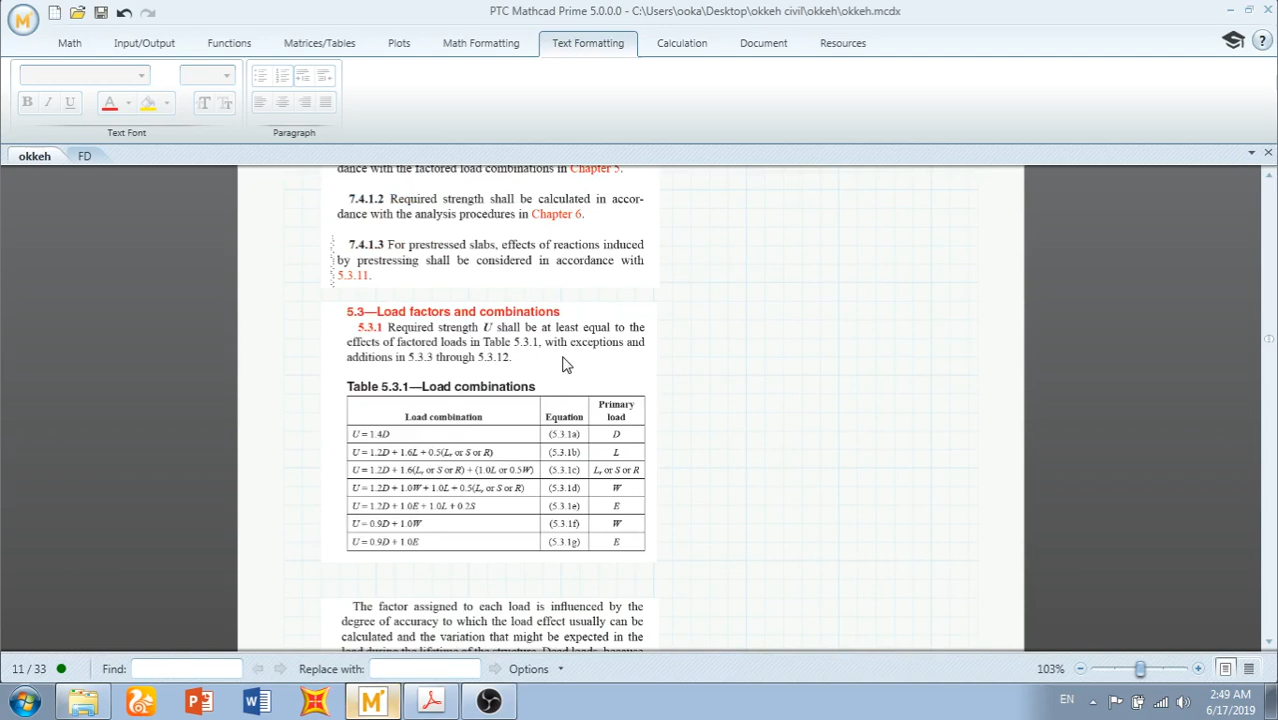 PTC Mathcad Prime 5.0.0.0 - C:\Users\ooka\Desktop\okkeh civil\okkeh.mcdx
Math Input/Output Functions Matrices/Tables Plots Math Formatting Text Formatting Calculation Document Resources
B I U A T Tт
Text Font Paragraph
okkeh FD
dance with the factored load combinations in Chapter 5.
7.4.1.2 Required strength shall be calculated in accor-
dance with the analysis procedures in Chapter 6.
7.4.1.3 For prestressed slabs, effects of reactions induced
by prestressing shall be considered in accordance with
5.3.11.
5.3—Load factors and combinations
5.3.1 Required strength U shall be at least equal to the
effects of factored loads in Table 5.3.1, with exceptions and
additions in 5.3.3 through 5.3.12.
Table 5.3.1—Load combinations
Load combination Equation Primary load
U = 1.4D (5.3.1a) D
U = 1.2D + 1.6L + 0.5(Lr or S or R) (5.3.1b) L
U = 1.2D + 1.6(Lr or S or R) + (1.0L or 0.5W) (5.3.1c) Lr or S or R
U = 1.2D + 1.0W + 1.0L + 0.5(Lr or S or R) (5.3.1d) W
U = 1.2D + 1.0E + 1.0L + 0.2S (5.3.1e) E
U = 0.9D + 1.0W (5.3.1f) W
U = 0.9D + 1.0E (5.3.1g) E
The factor assigned to each load is influenced by the
degree of accuracy to which the load effect usually can be
calculated and the variation that might be expected in the
load during the lifetime of the structure. Dead loads, because
11 / 33 Find: Replace with: Options 103%
EN 2:49 AM
6/17/2019